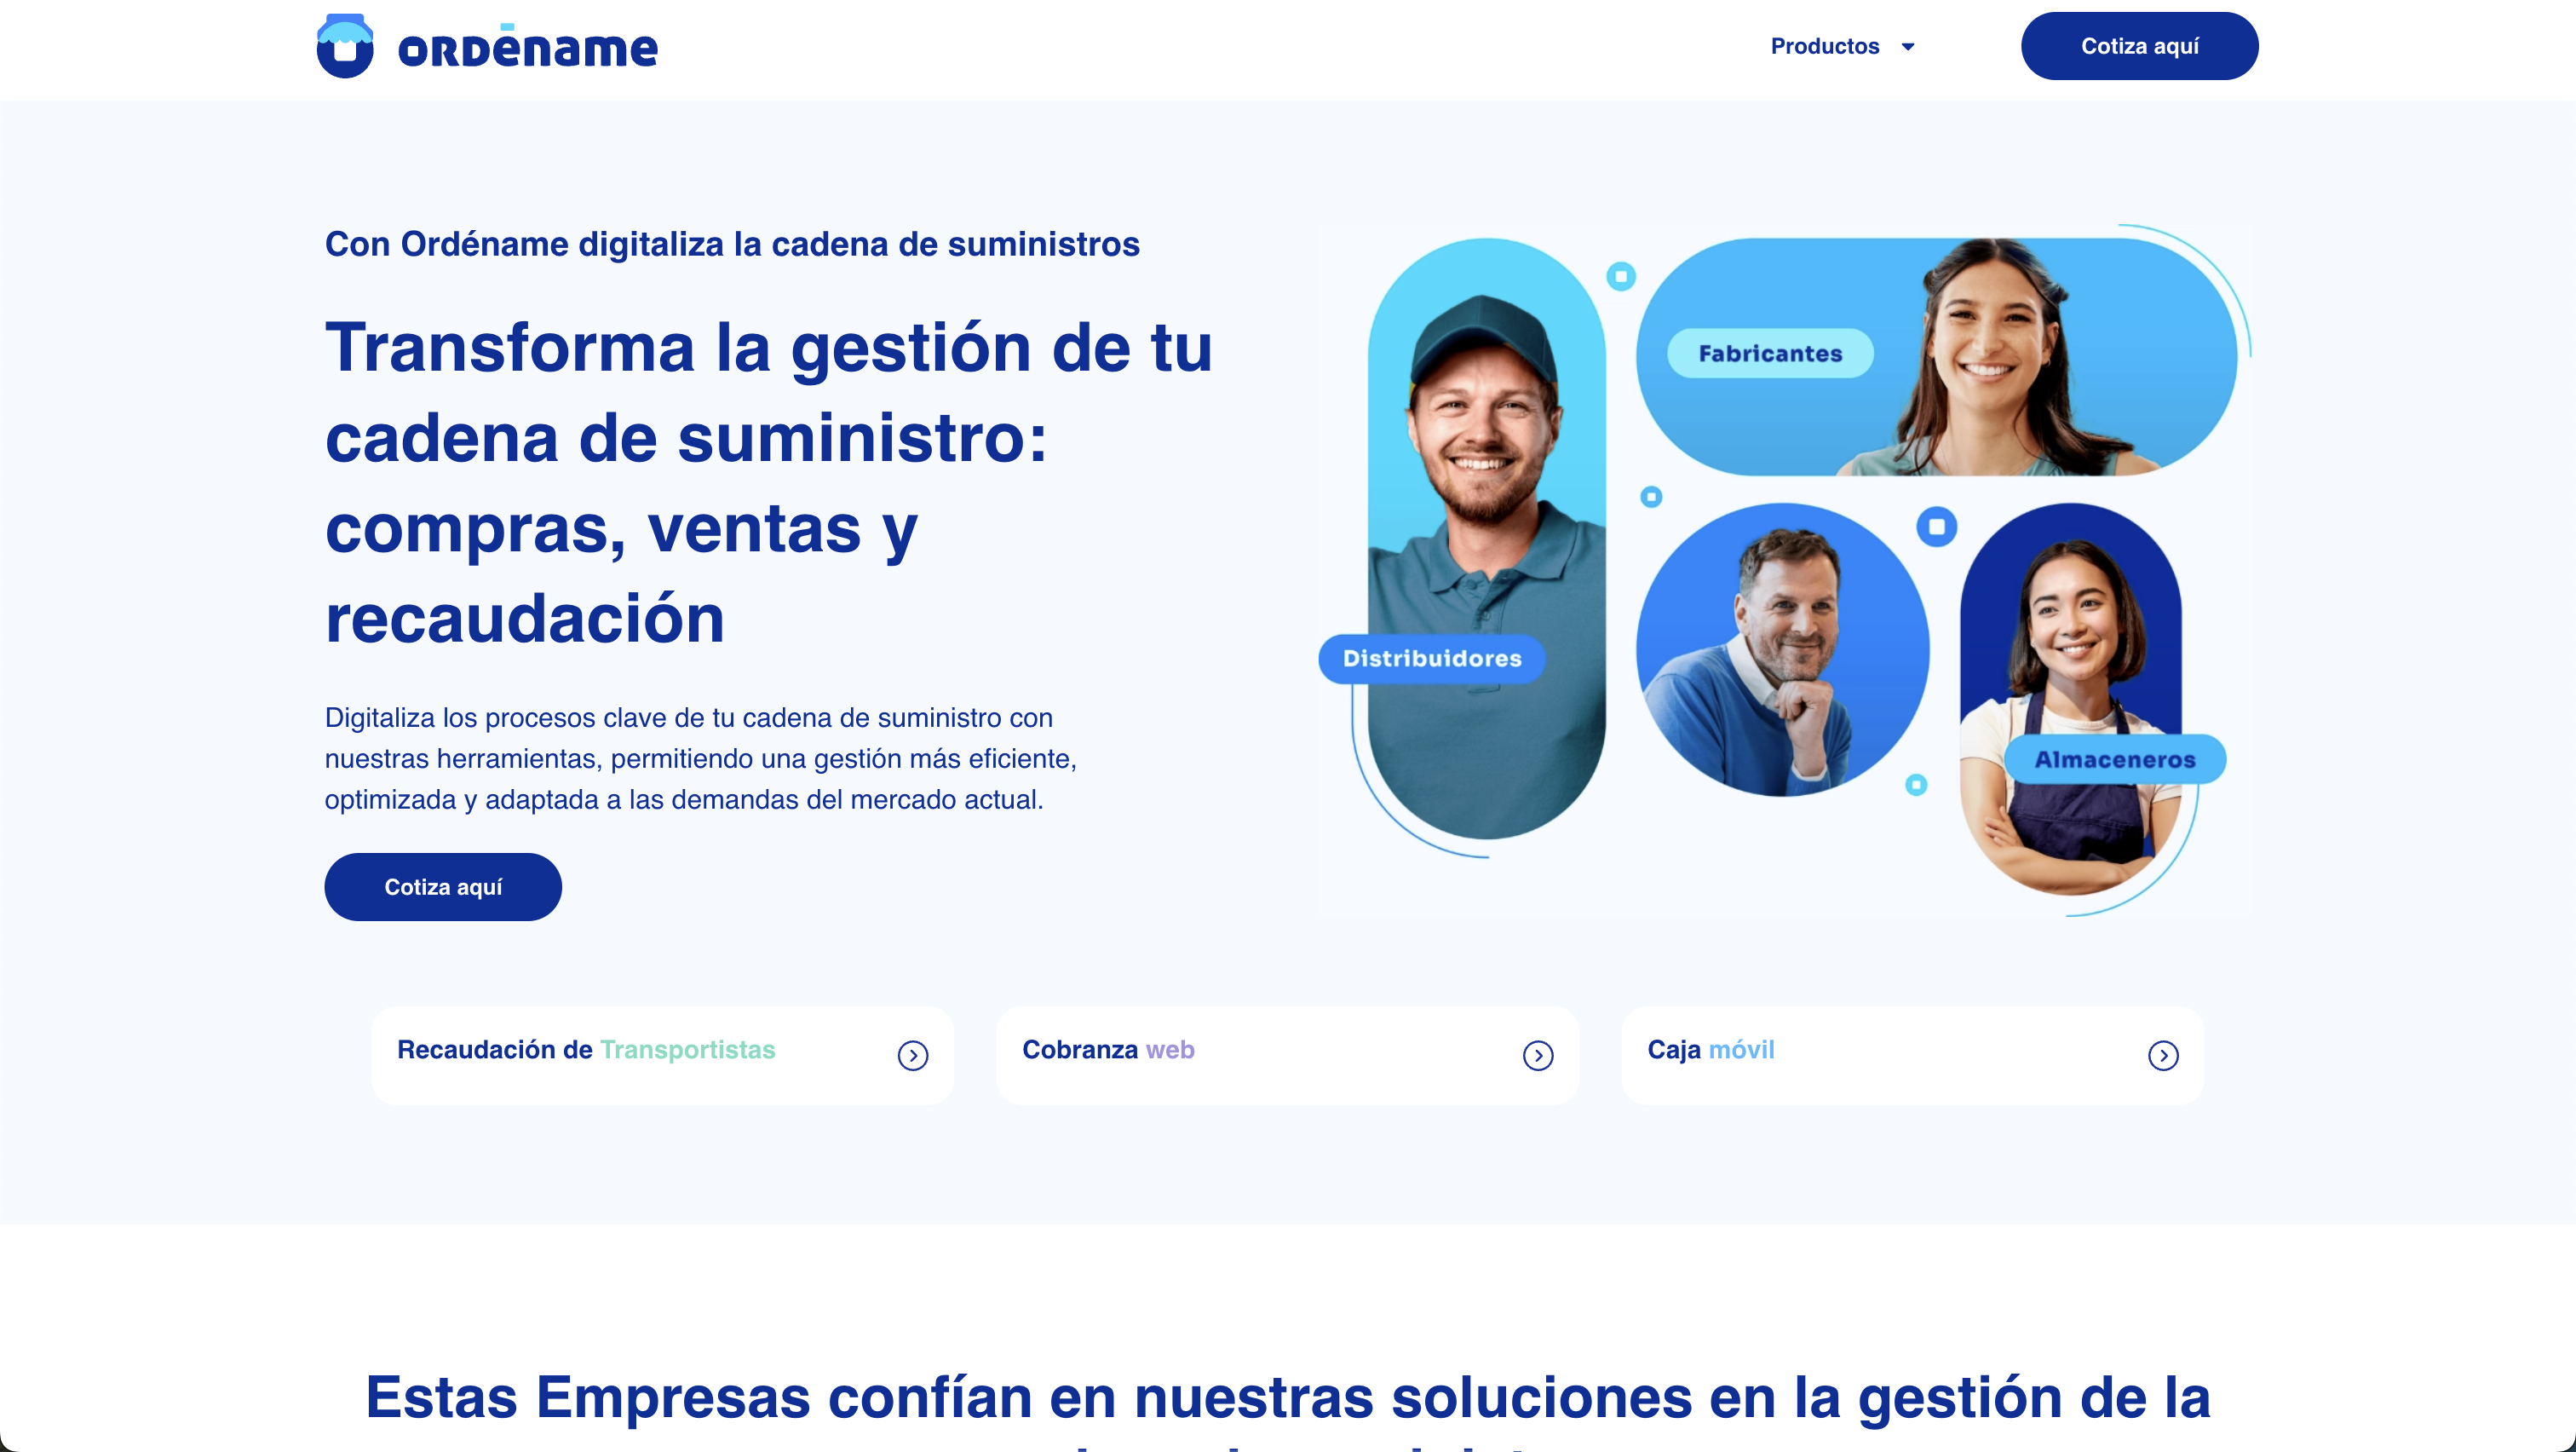 ORDĒNAME
Productos
Cotiza aquí
Con Ordéname digitaliza la cadena de suministros
Transforma la gestión de tu
cadena de suministro:
compras, ventas y
recaudación
Digitaliza los procesos clave de tu cadena de suministro con
nuestras herramientas, permitiendo una gestión más eficiente,
optimizada y adaptada a las demandas del mercado actual.
Cotiza aquí
Fabricantes
Distribuidores
Almaceneros
Recaudación de Transportistas
Cobranza web
Caja móvil
Estas Empresas confían en nuestras soluciones en la gestión de la